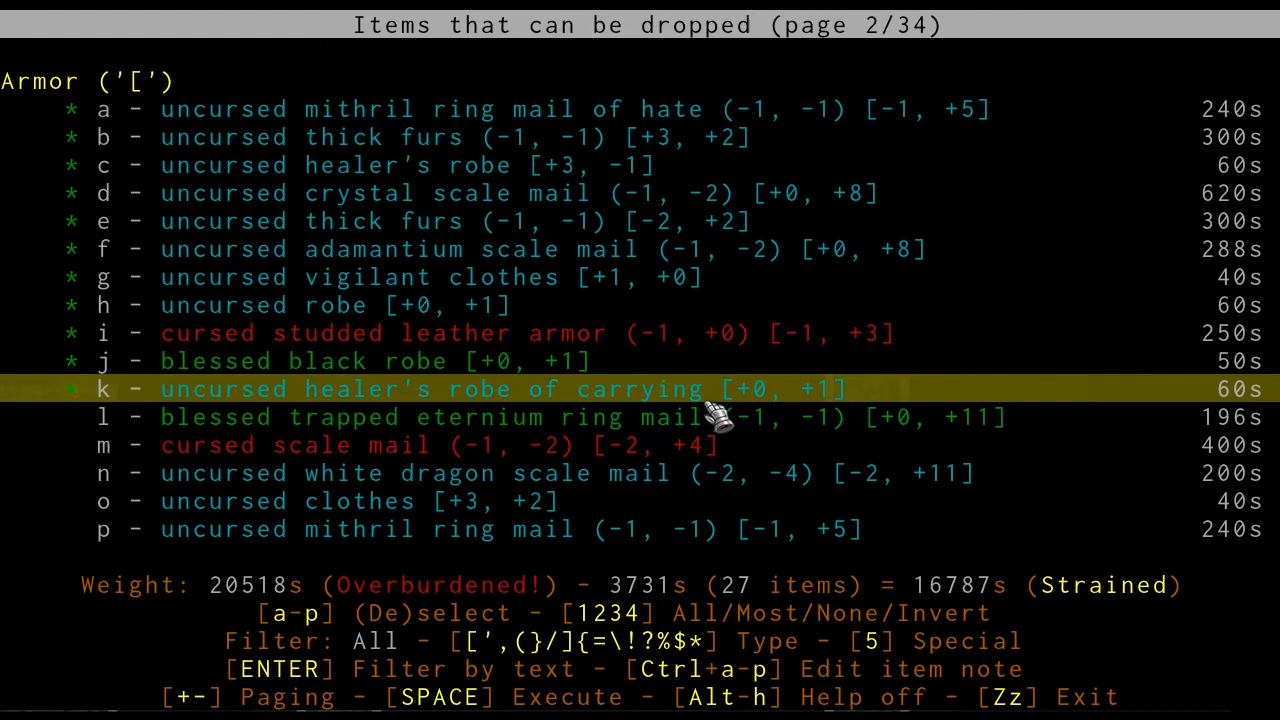 Items that can be dropped (page 2/34)
Armor ('[')
* a - uncursed mithril ring mail of hate (-1, -1) [-1, +5] 240s
* b - uncursed thick furs (-1, -1) [+3, +2] 300s
* c - uncursed healer's robe [+3, -1] 60s
* d - uncursed crystal scale mail (-1, -2) [+0, +8] 620s
* e - uncursed thick furs (-1, -1) [-2, +2] 300s
* f - uncursed adamantium scale mail (-1, -2) [+0, +8] 288s
* g - uncursed vigilant clothes [+1, +0] 40s
* h - uncursed robe [+0, +1] 60s
* i - cursed studded leather armor (-1, +0) [-1, +3] 250s
* j - blessed black robe [+0, +1] 50s
* k - uncursed healer's robe of carrying [+0, +1] 60s
l - blessed trapped eternium ring mail (-1, -1) [+0, +11] 196s
m - cursed scale mail (-1, -2) [-2, +4] 400s
n - uncursed white dragon scale mail (-2, -4) [-2, +11] 200s
o - uncursed clothes [+3, +2] 40s
p - uncursed mithril ring mail (-1, -1) [-1, +5] 240s
Weight: 20518s (Overburdened!) - 3731s (27 items) = 16787s (Strained)
[a-p] (De)select - [1234] All/Most/None/Invert
Filter: All - [[',(}/]{=\!?%$*] Type - [5] Special
[ENTER] Filter by text - [Ctrl+a-p] Edit item note
[+-] Paging - [SPACE] Execute - [Alt-h] Help off - [Zz] Exit